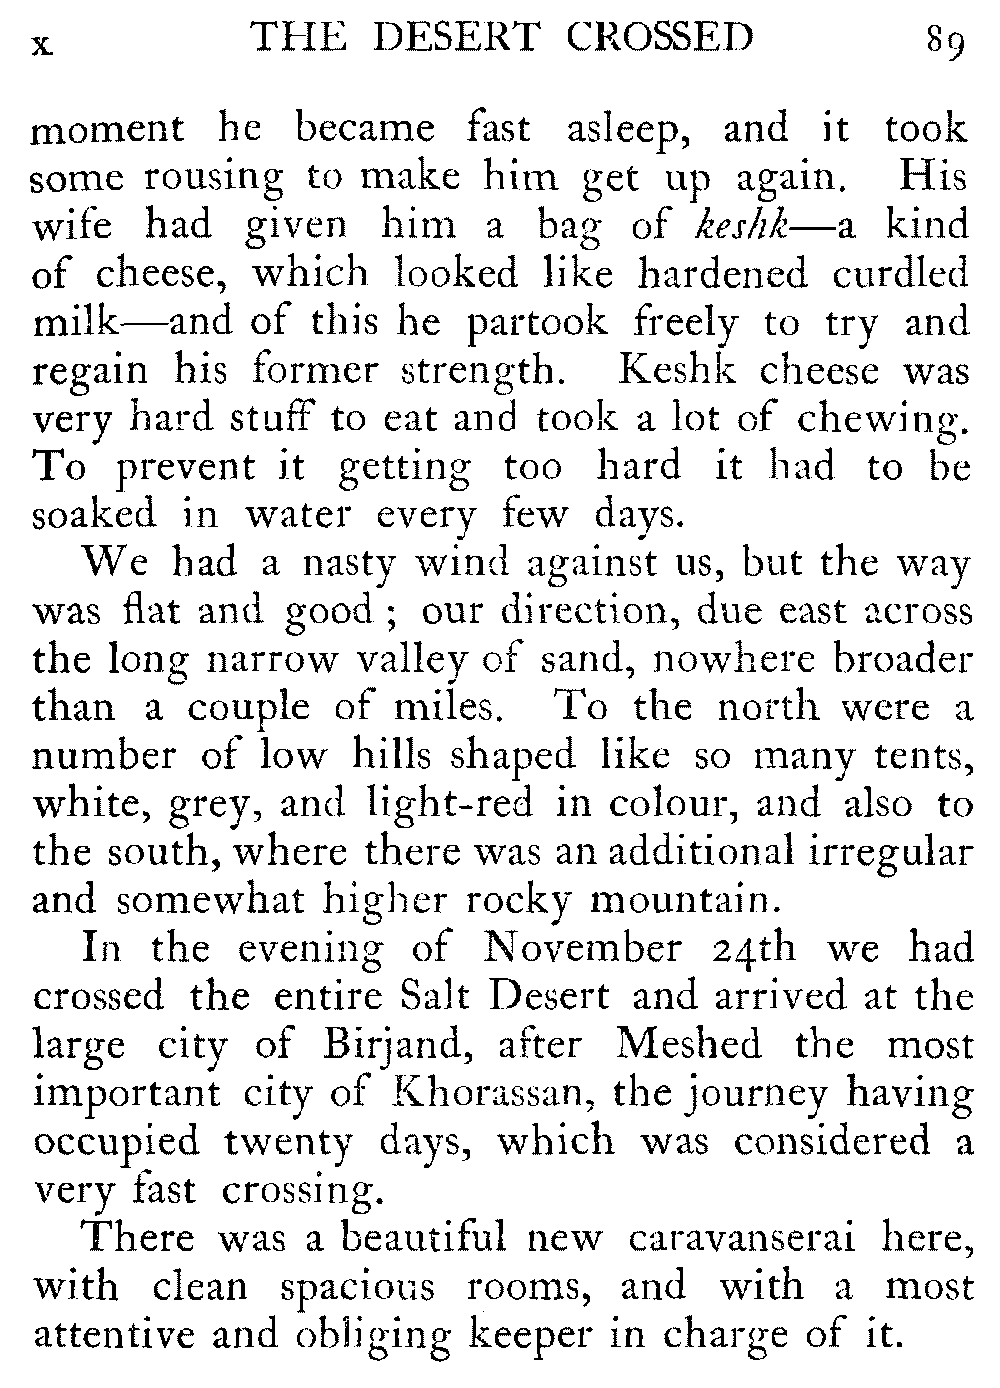 x THE DESERT CROSSED 89
moment he became fast asleep, and it took
some rousing to make him get up again. His
wife had given him a bag of keshk—a kind
of cheese, which looked like hardened curdled
milk—and of this he partook freely to try and
regain his former strength. Keshk cheese was
very hard stuff to eat and took a lot of chewing.
To prevent it getting too hard it had to be
soaked in water every few days.
We had a nasty wind against us, but the way
was flat and good ; our direction, due east across
the long narrow valley of sand, nowhere broader
than a couple of miles. To the north were a
number of low hills shaped like so many tents,
white, grey, and light-red in colour, and also to
the south, where there was an additional irregular
and somewhat higher rocky mountain.
In the evening of November 24th we had
crossed the entire Salt Desert and arrived at the
large city of Birjand, after Meshed the most
important city of Khorassan, the journey having
occupied twenty days, which was considered a
very fast crossing.
There was a beautiful new caravanserai here,
with clean spacious rooms, and with a most
attentive and obliging keeper in charge of it.